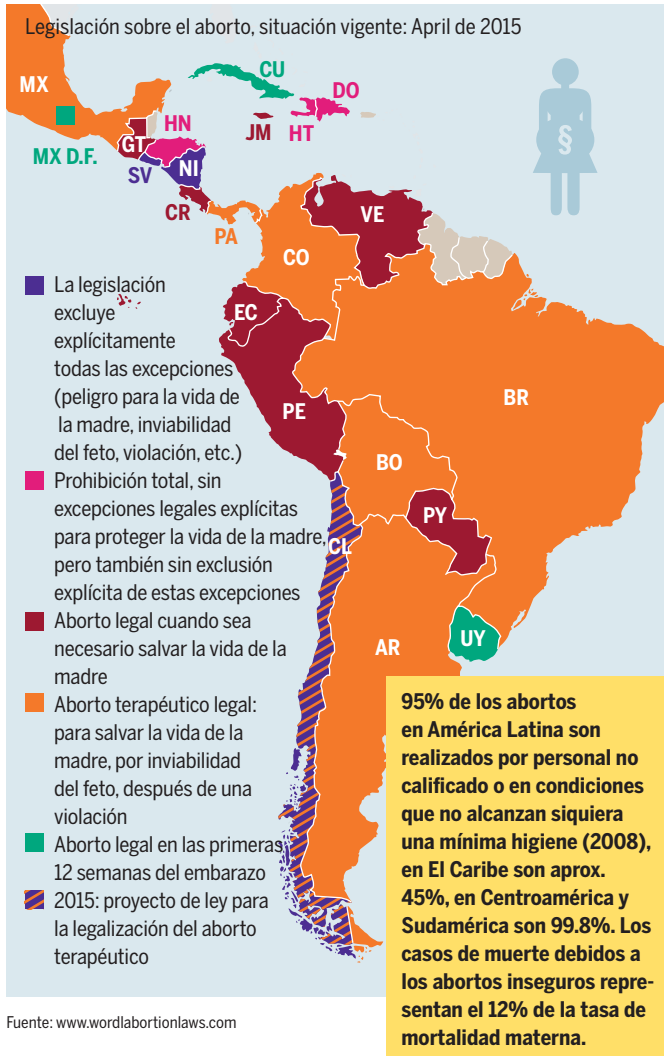 Legislación sobre el aborto, situación vigente: April de 2015
MX
CU
DO
HN
JM
HT
GT
MX D.F.
SV
NI
CR
PA
VE
CO
EC
PE
BR
BO
PY
CL
AR
UY
§
La legislación
excluye
explícitamente
todas las excepciones
(peligro para la vida de
la madre, inviabilidad
del feto, violación, etc.)
Prohibición total, sin
excepciones legales explícitas
para proteger la vida de la madre,
pero también sin exclusión
explícita de estas excepciones
Aborto legal cuando sea
necesario salvar la vida de la
madre
Aborto terapéutico legal:
para salvar la vida de la
madre, por inviabilidad
del feto, después de una
violación
Aborto legal en las primeras
12 semanas del embarazo
2015: proyecto de ley para
la legalización del aborto
terapéutico
95% de los abortos
en América Latina son
realizados por personal no
calificado o en condiciones
que no alcanzan siquiera
una mínima higiene (2008),
en El Caribe son aprox.
45%, en Centroamérica y
Sudamérica son 99.8%. Los
casos de muerte debidos a
los abortos inseguros repre-
sentan el 12% de la tasa de
mortalidad materna.
Fuente: www.wordlabortionlaws.com